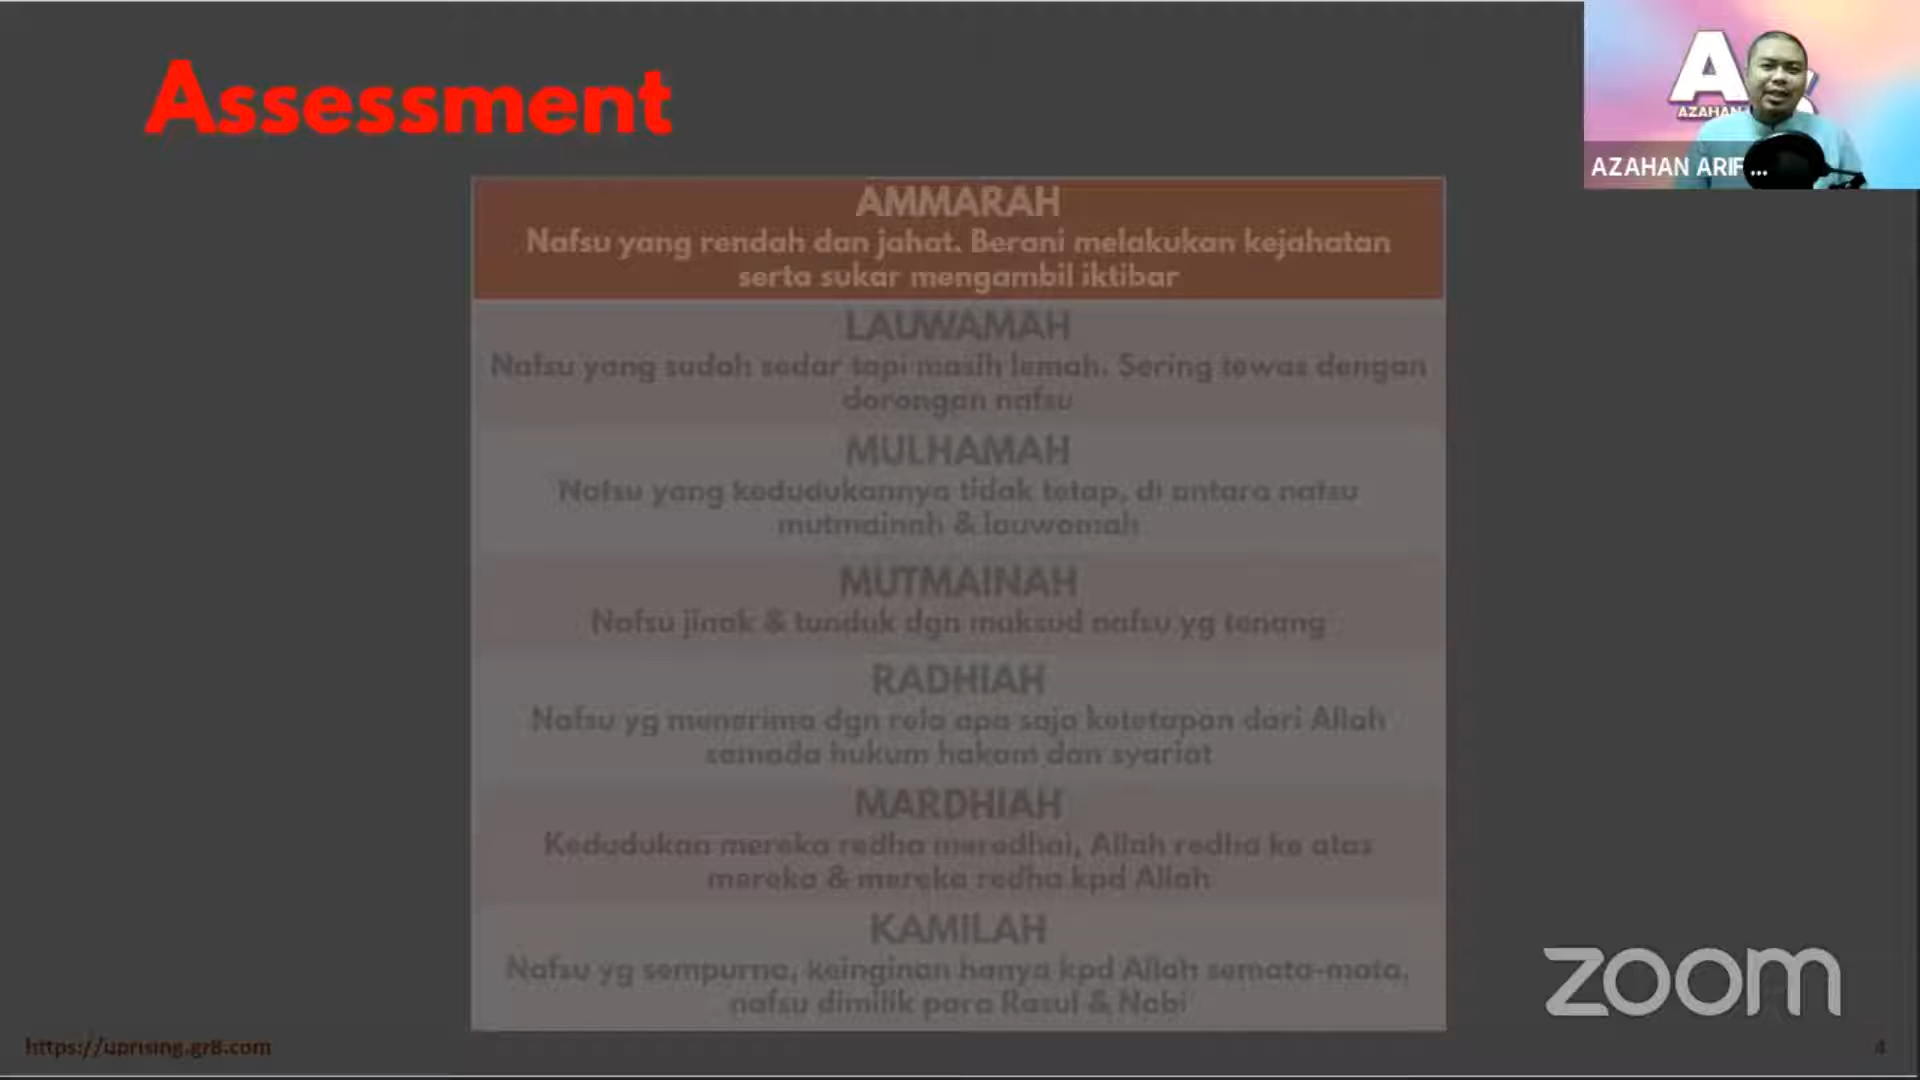 Assessment
AZAHAN
AZAHAN ARIF...
AMMARAH
Nafsu yang rendah dan jahat. Berani melakukan kejahatan
serta sukar mengambil iktibar
LAUWAMAH
Nafsu yang sudah sedar tapi masih lemah. Sering tewas dengan
dorongan nafsu
MULHAMAH
Nafsu yang kedudukannya tidak tetap, di antara nafsu
mutmainah & lauwamah
MUTMAINAH
Nafsu jinak & tunduk dgn maksud nafsu yg tenang
RADHIAH
Nafsu yg menerima dgn rela apa saja ketetapan dari Allah
samada hukum hakam dan syariat
MARDHIAH
Kedudukan mereka redha meredhai, Allah redha ke atas
mereka & mereka redha kpd Allah
KAMILAH
Nafsu yg sempurna, keinginan hanya kpd Allah semata-mata,
nafsu dimilik para Rasul & Nabi
zoom
https://uprising.gr8.com
4